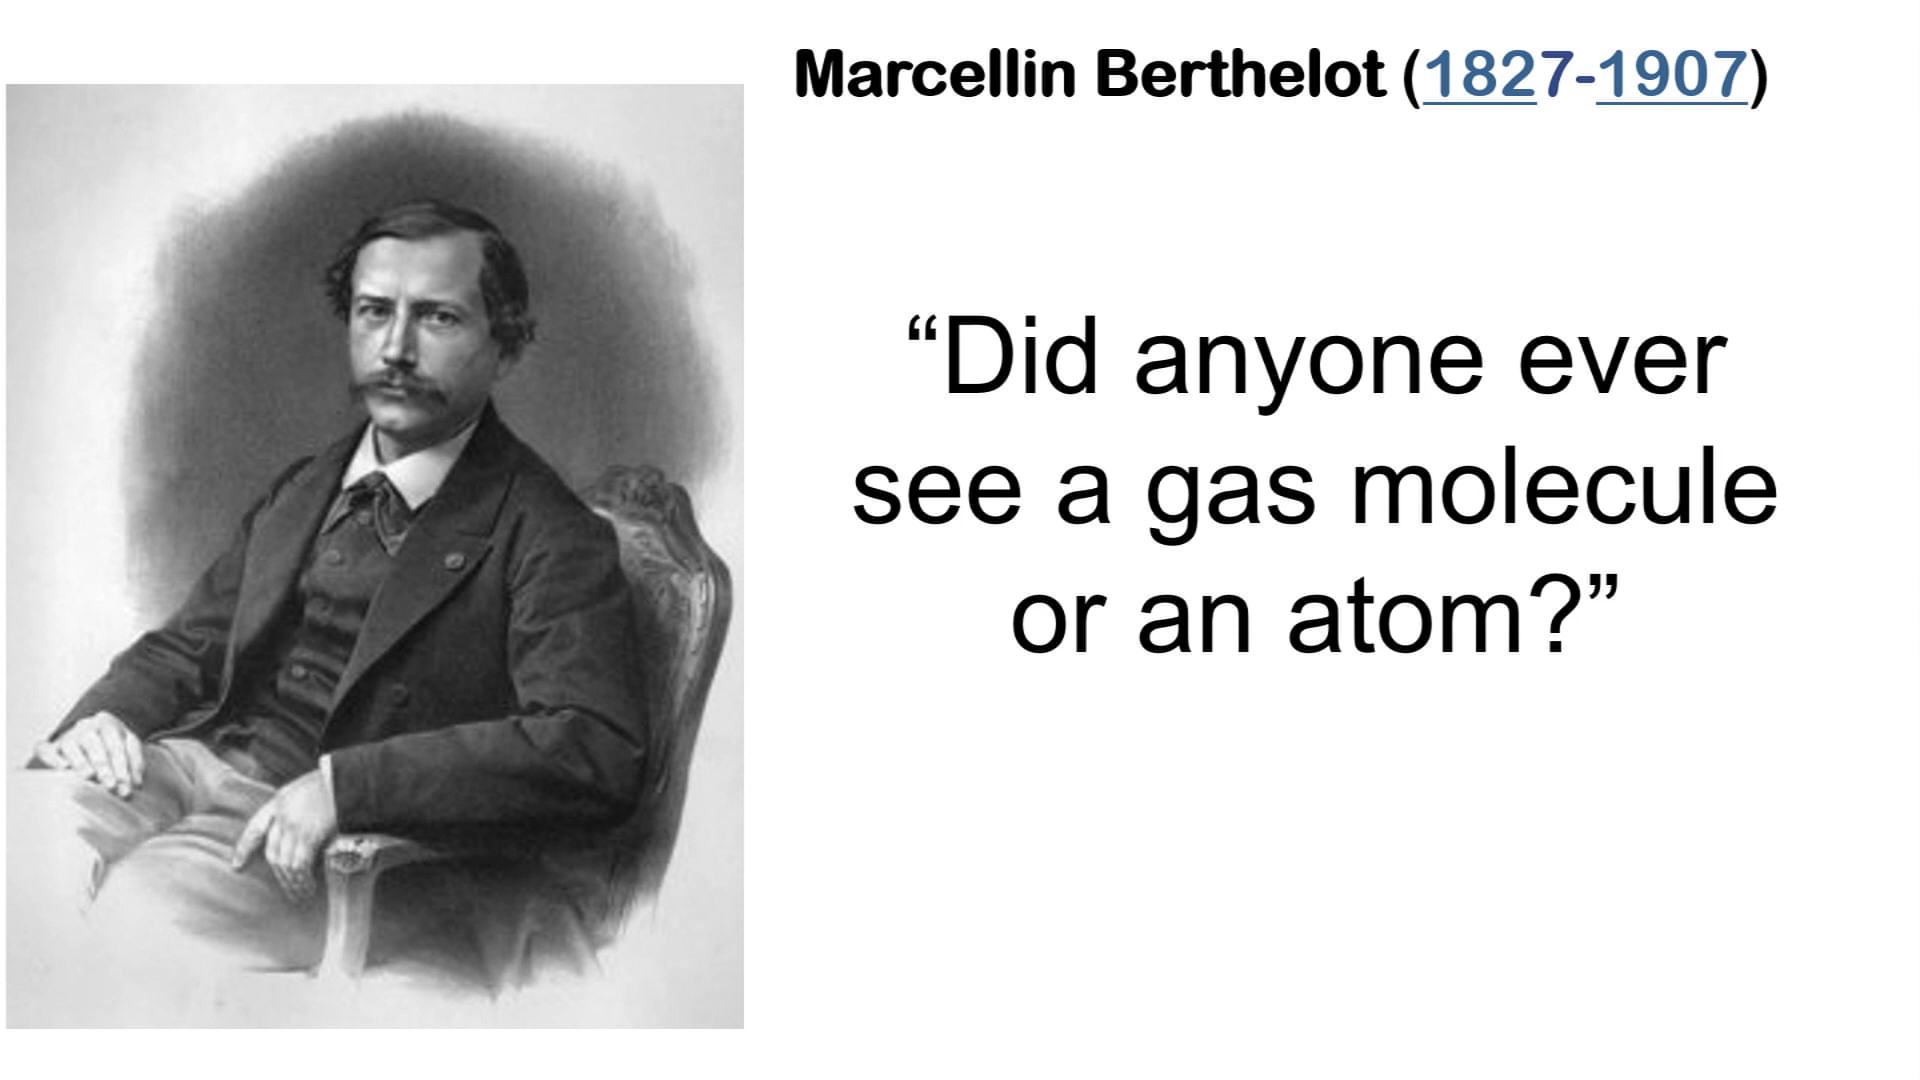 Marcellin Berthelot (1827-1907)
“Did anyone ever
see a gas molecule
or an atom?”